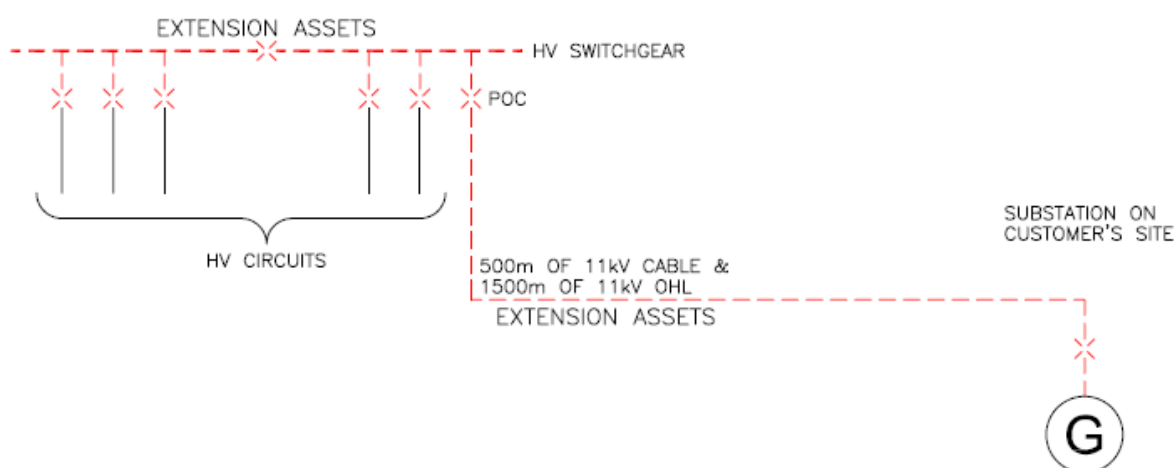 EXTENSION ASSETS
HV SWITCHGEAR
POC
HV CIRCUITS
SUBSTATION ON
CUSTOMER'S SITE
500m OF 11kV CABLE &
1500m OF 11kV OHL
EXTENSION ASSETS
G